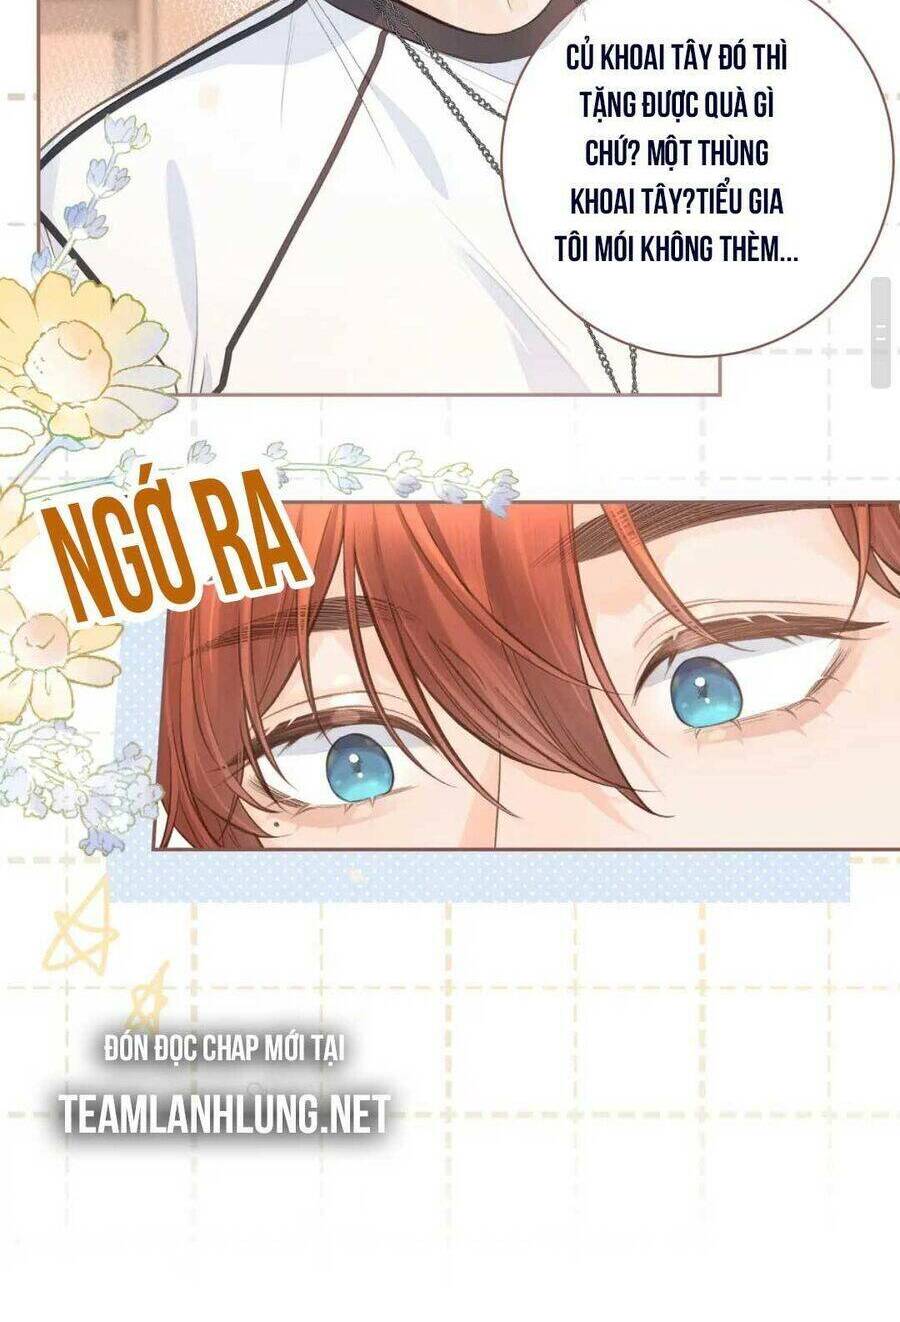 CỦ KHOAI TÂY ĐÓ THÌ
TẶNG ĐƯỢC QUÀ GÌ
CHỨ? MỘT THÙNG
KHOAI TÂY?TIỂU GIA
TÔI MÓI KHÔNG THÈM...
NGỚ RA
ĐÓN ĐỌC CHAP MỚI TẠI
TEAMLANHLUNG.NET